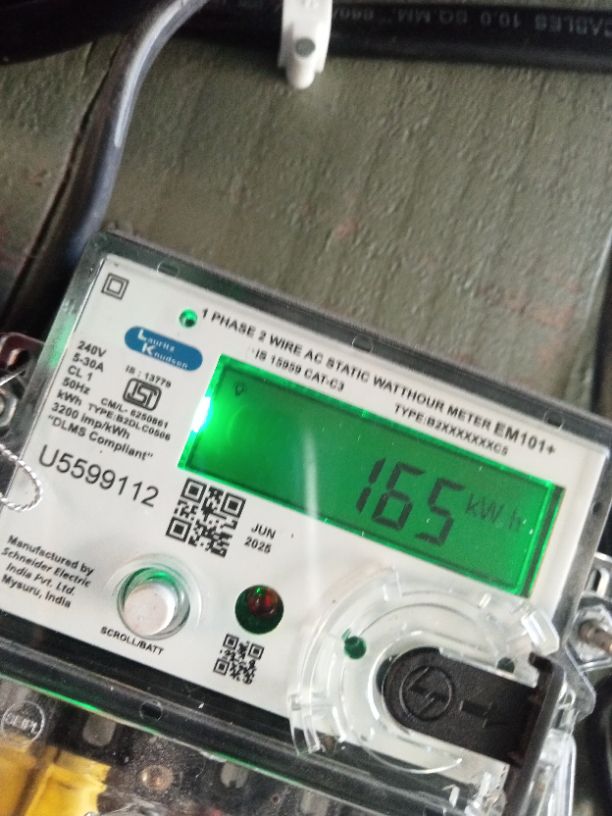 CABLES 10.0 SQ.MM.
1 PHASE 2 WIRE AC STATIC WATTHOUR METER EM101+
IS 15959 CAT-C3
TYPE:B2XXXXXXXC5
Lauritz
Knudsen
240V
5-30A
CL 1
50Hz
kWh
3200 imp/kWh
"DLMS Compliant"
IS : 13779
ISI
CM/L- 6250861
TYPE:B2DLC0506
U5599112
165 kWh
JUN
2025
Manufactured by
Schneider Electric
India Pvt. Ltd.
Mysuru, India
SCROLL/BATT